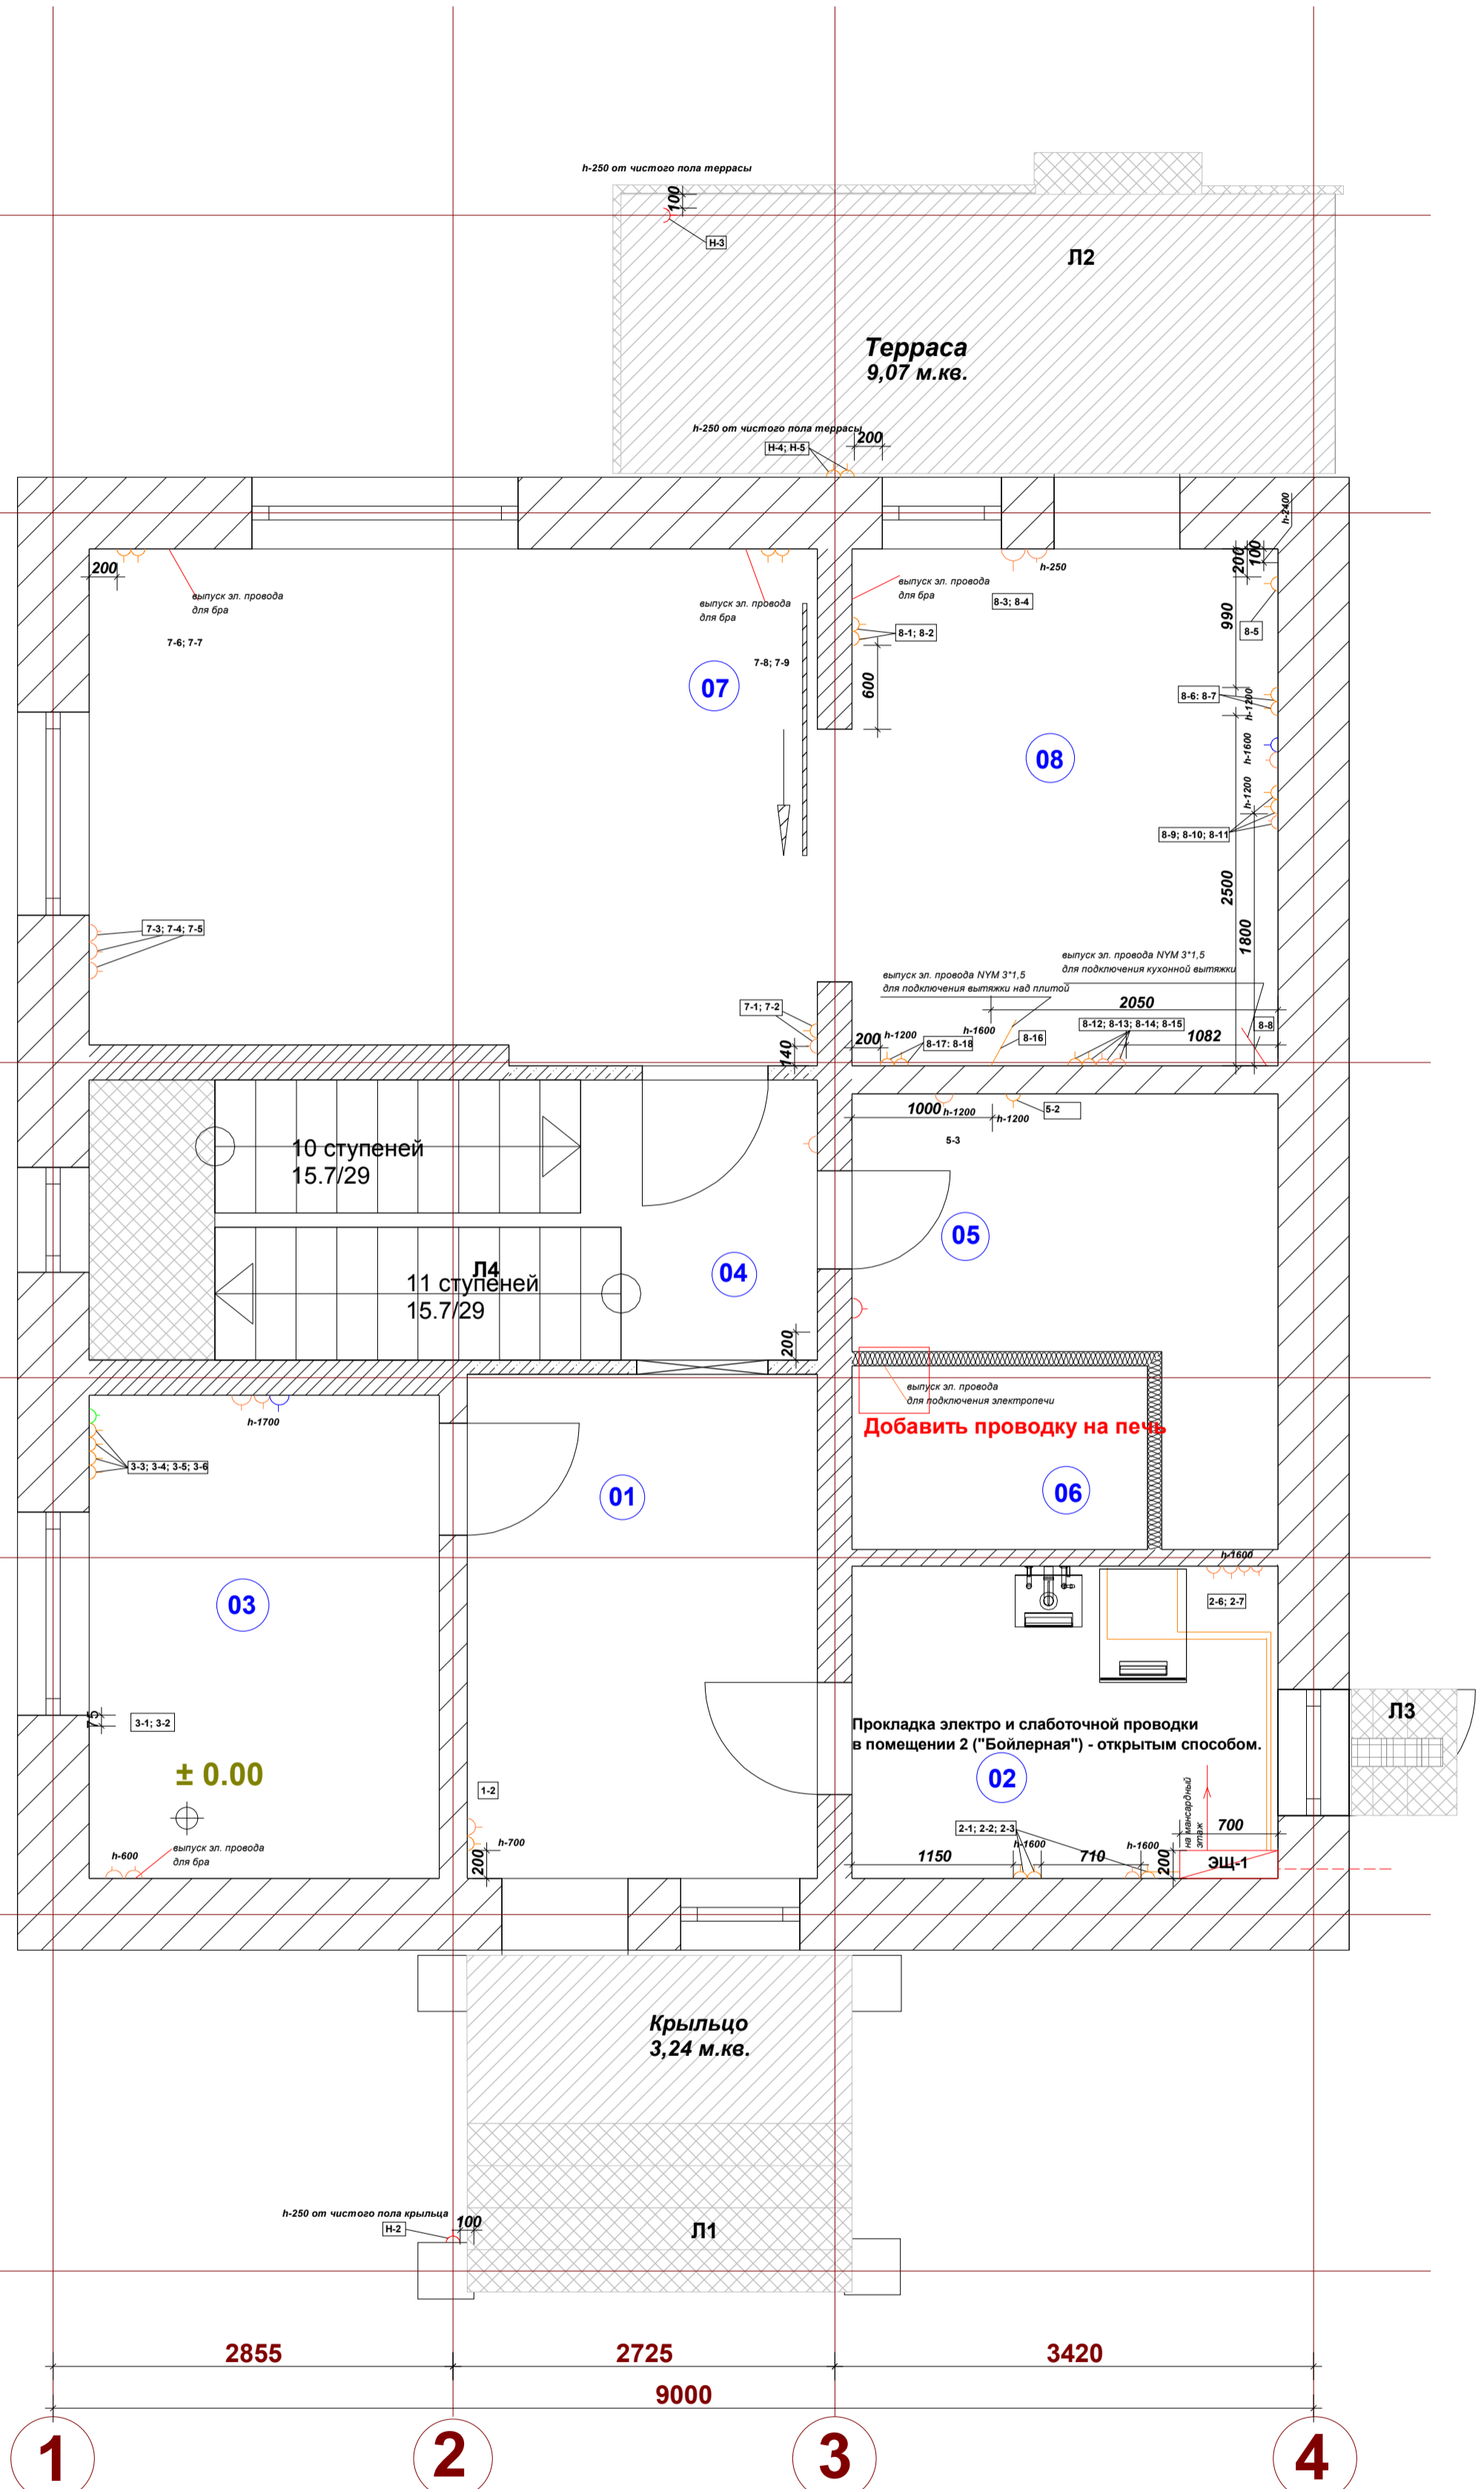 h-250 от чистого пола террасы
100
Н-3
Л2
Терраса
9,07 м.кв.
h-250 от чистого пола террасы
200
Н-4; Н-5
h-2400
200
100
200
выпуск эл. провода
для бра
7-6; 7-7
выпуск эл. провода
для бра
7-8; 7-9
07
выпуск эл. провода
для бра
h-250
8-3; 8-4
8-1; 8-2
600
990
8-5
8-6: 8-7
h-1200
08
h-1600
h-1200
8-9; 8-10; 8-11
2500
1800
7-3; 7-4; 7-5
выпуск эл. провода NYM 3*1,5
для подключения кухонной вытяжки
выпуск эл. провода NYM 3*1,5
для подключения вытяжки над плитой
2050
7-1; 7-2
140
200
h-1200
8-17: 8-18
h-1600
8-16
8-12; 8-13; 8-14; 8-15
1082
8-8
1000
h-1200
h-1200
5-2
5-3
10 ступеней
15.7/29
05
Л4
11 ступеней
15.7/29
04
200
выпуск эл. провода
для подключения электропечи
Добавить проводку на печь
h-1700
3-3; 3-4; 3-5; 3-6
01
06
h-1600
2-6; 2-7
03
75
3-1; 3-2
± 0.00
Прокладка электро и слаботочной проводки
в помещении 2 ("Бойлерная") - открытым способом.
Л3
02
1-2
h-700
200
h-600
выпуск эл. провода
для бра
2-1; 2-2; 2-3
h-1600
1150
710
h-1600
200
на мансардный
этаж
700
ЭЩ-1
Крыльцо
3,24 м.кв.
h-250 от чистого пола крыльца
Н-2
100
Л1
2855
2725
3420
9000
1
2
3
4